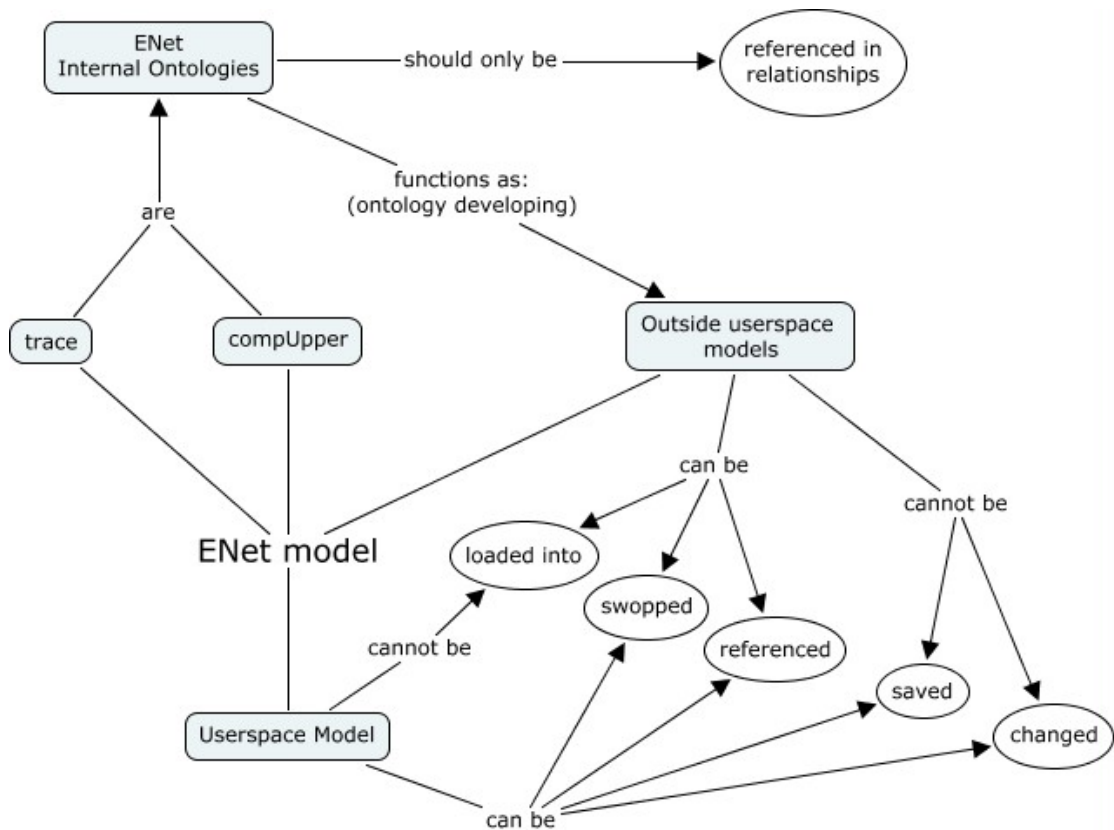 ENet
Internal Ontologies
should only be
referenced in
relationships
functions as:
(ontology developing)
are
trace
compUpper
Outside userspace
models
can be
cannot be
ENet model
loaded into
swopped
referenced
cannot be
saved
changed
Userspace Model
can be